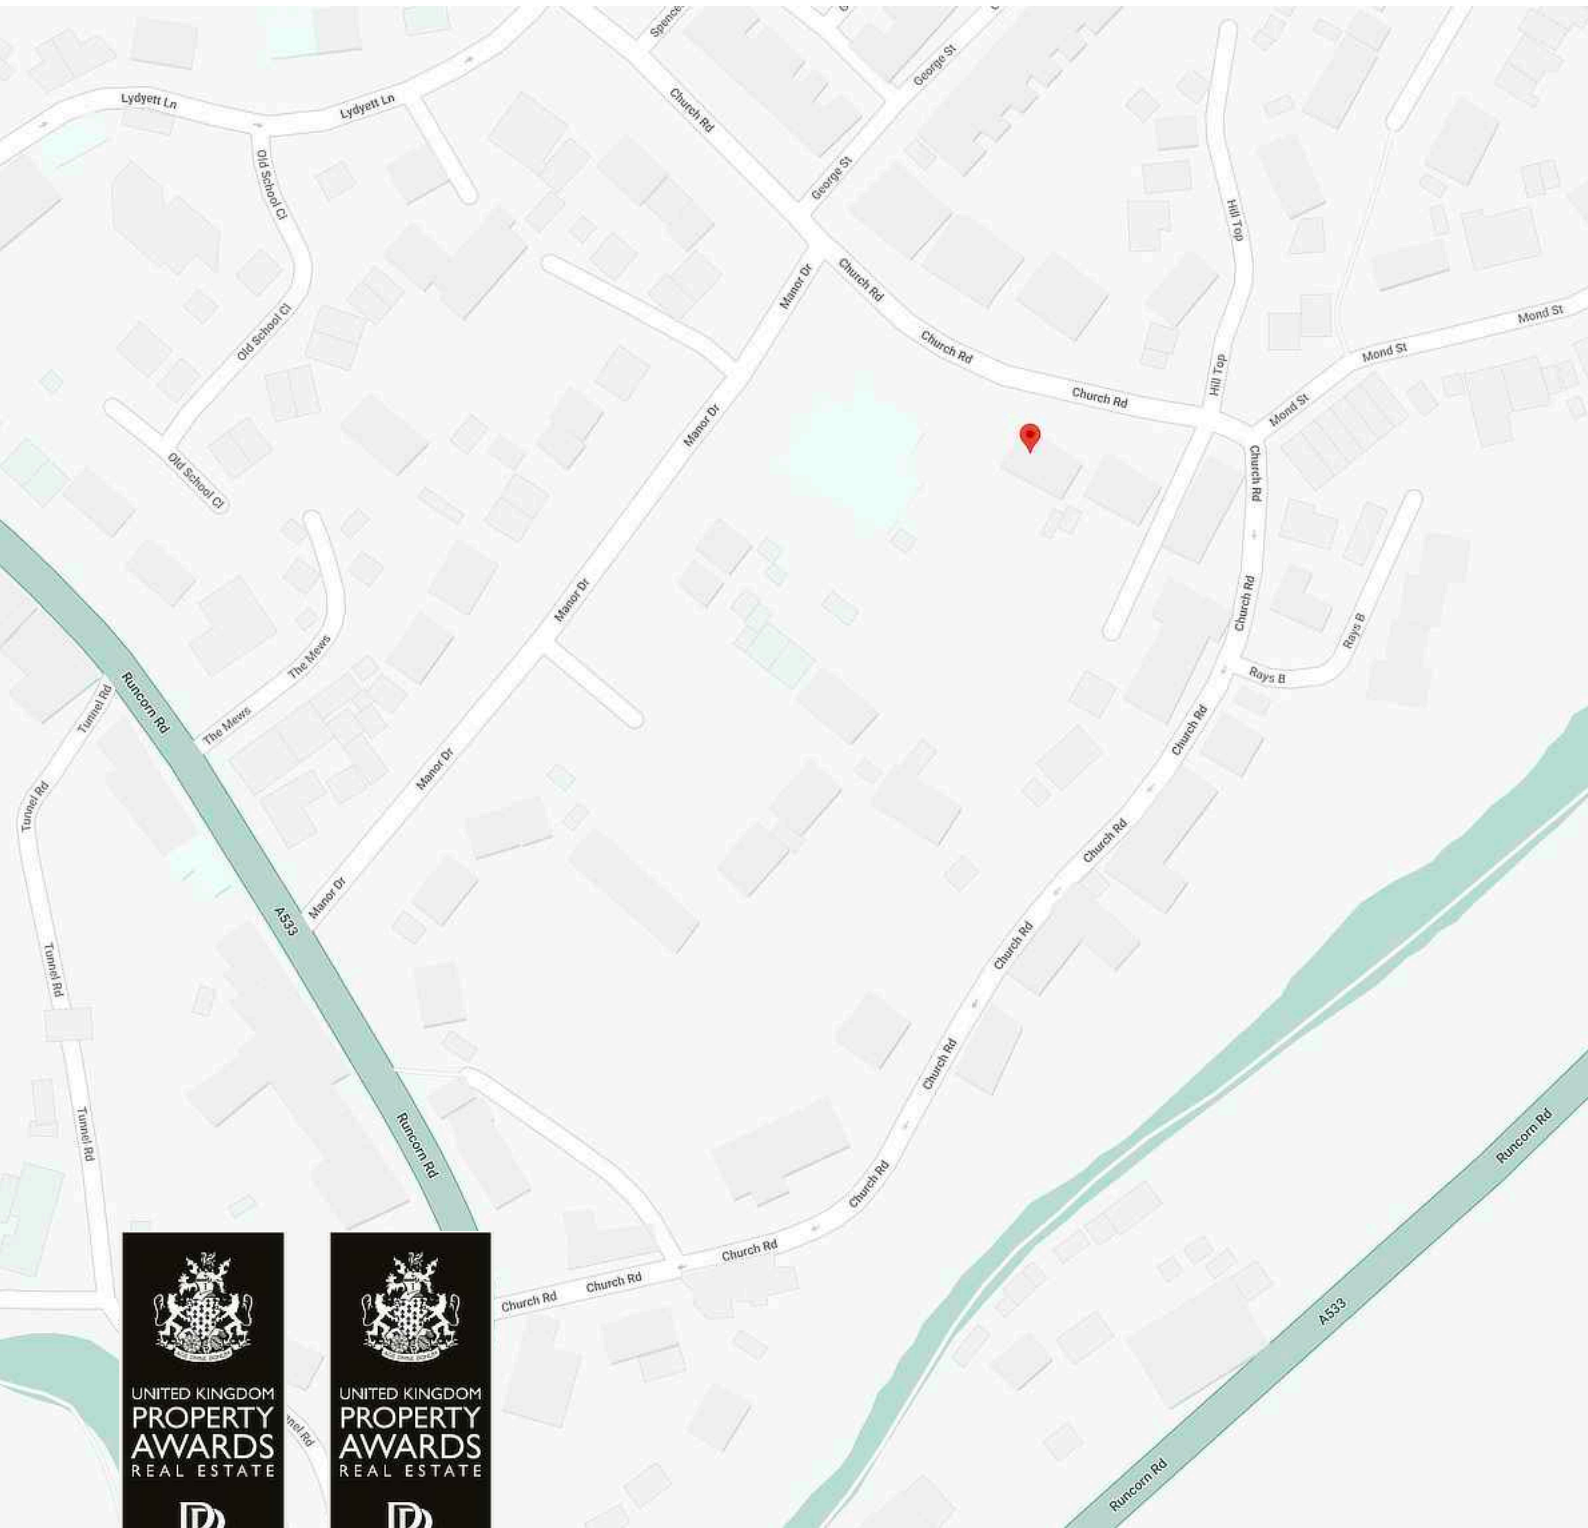 Spence
George St
Lydyett Ln
Lydyett Ln
Church Rd
George St
Old School Cl
Hill Top
Manor Dr
Church Rd
Old School Cl
Church Rd
Mond St
Mond St
Hill Top
Church Rd
Mond St
Manor Dr
Old School Cl
Church Rd
Manor Dr
Church Rd
Rays B
The Mews
Rays B
Runcorn Rd
Tunnel Rd
The Mews
Church Rd
Manor Dr
Tunnel Rd
Church Rd
Manor Dr
A533
Church Rd
Tunnel Rd
Church Rd
Tunnel Rd
Runcorn Rd
Runcorn Rd
Church Rd
Church Rd
Church Rd
Church Rd
A533
UNITED KINGDOM
PROPERTY
AWARDS
REAL ESTATE
UNITED KINGDOM
PROPERTY
AWARDS
REAL ESTATE
nnel Rd
Runcorn Rd